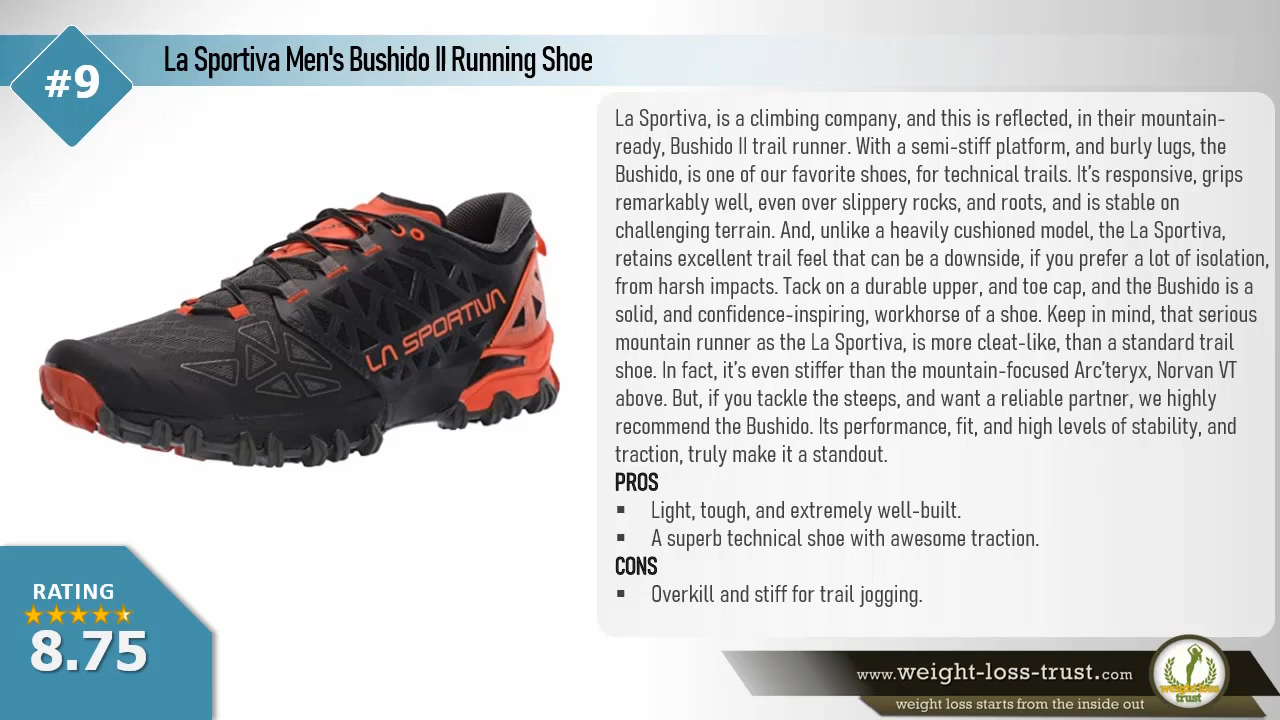 #9
La Sportiva Men's Bushido II Running Shoe
LA SPORTIVA
La Sportiva, is a climbing company, and this is reflected, in their mountain-
ready, Bushido II trail runner. With a semi-stiff platform, and burly lugs, the
Bushido, is one of our favorite shoes, for technical trails. It's responsive, grips
remarkably well, even over slippery rocks, and roots, and is stable on
challenging terrain. And, unlike a heavily cushioned model, the La Sportiva,
retains excellent trail feel that can be a downside, if you prefer a lot of isolation,
from harsh impacts. Tack on a durable upper, and toe cap, and the Bushido is a
solid, and confidence-inspiring, workhorse of a shoe. Keep in mind, that serious
mountain runner as the La Sportiva, is more cleat-like, than a standard trail
shoe. In fact, it's even stiffer than the mountain-focused Arc'teryx, Norvan VT
above. But, if you tackle the steeps, and want a reliable partner, we highly
recommend the Bushido. Its performance, fit, and high levels of stability, and
traction, truly make it a standout.
PROS
▪ Light, tough, and extremely well-built.
▪ A superb technical shoe with awesome traction.
CONS
▪ Overkill and stiff for trail jogging.
RATING
8.75
www.weight-loss-trust.com
weight loss starts from the inside out
weight loss
trust